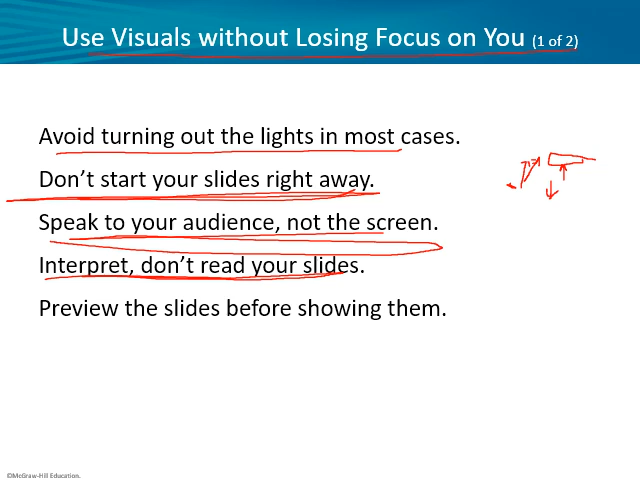 Use Visuals without Losing Focus on You (1 of 2)
Avoid turning out the lights in most cases.
Don't start your slides right away.
Speak to your audience, not the screen.
Interpret, don't read your slides.
Preview the slides before showing them.
©McGraw-Hill Education.